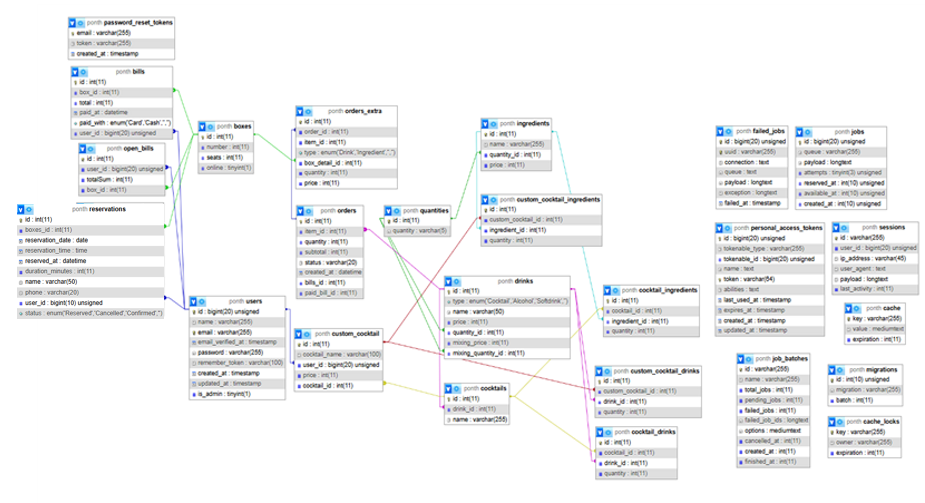 ponth password_reset_tokens
email : varchar(255)
token : varchar(255)
created_at : timestamp
ponth bills
id : int(11)
box_id : int(11)
total : int(11)
paid_at : datetime
paid_with : enum('Card','Cash','','')
user_id : bigint(20) unsigned
ponth open_bills
id : int(11)
user_id : bigint(20) unsigned
totalSum : int(11)
box_id : int(11)
ponth reservations
id : int(11)
boxes_id : int(11)
reservation_date : date
reservation_time : time
reserved_at : datetime
duration_minutes : int(11)
name : varchar(50)
phone : varchar(20)
user_id : bigint(10) unsigned
status : enum('Reserved','Cancelled','Confirmed','')
ponth boxes
id : int(11)
number : int(11)
seats : int(11)
online : tinyint(1)
ponth users
id : bigint(20) unsigned
name : varchar(255)
email : varchar(255)
email_verified_at : timestamp
password : varchar(255)
remember_token : varchar(100)
created_at : timestamp
updated_at : timestamp
is_admin : tinyint(1)
ponth orders_extra
id : int(11)
order_id : int(11)
item_id : int(11)
type : enum('Drink','Ingredient','','')
box_detail_id : int(11)
quantity : int(11)
price : int(11)
ponth orders
id : int(11)
item_id : int(11)
quantity : int(11)
subtotal : int(11)
status : varchar(20)
created_at : datetime
bills_id : int(11)
paid_bill_id : int(11)
ponth custom_cocktail
id : int(11)
cocktail_name : varchar(100)
user_id : bigint(20) unsigned
price : int(11)
cocktail_id : int(11)
ponth quantities
id : int(11)
quantity : varchar(5)
ponth ingredients
id : int(11)
name : varchar(255)
quantity_id : int(11)
price : int(11)
ponth custom_cocktail_ingredients
id : int(11)
custom_cocktail_id : int(11)
ingredient_id : int(11)
quantity : int(11)
ponth drinks
id : int(11)
type : enum('Cocktail','Alcohol','Softdrink','')
name : varchar(50)
price : int(11)
quantity_id : int(11)
mixing_price : int(11)
mixing_quantity_id : int(11)
ponth cocktails
id : int(11)
drink_id : int(11)
name : varchar(255)
ponth cocktail_ingredients
id : int(11)
cocktail_id : int(11)
ingredient_id : int(11)
quantity : int(11)
ponth custom_cocktail_drinks
id : int(11)
custom_cocktail_id : int(11)
drink_id : int(11)
quantity : int(11)
ponth cocktail_drinks
id : int(11)
cocktail_id : int(11)
drink_id : int(11)
quantity : int(11)
ponth failed_jobs
id : bigint(20) unsigned
uuid : varchar(255)
connection : text
queue : text
payload : longtext
exception : longtext
failed_at : timestamp
ponth jobs
id : bigint(20) unsigned
queue : varchar(255)
payload : longtext
attempts : tinyint(3) unsigned
reserved_at : int(10) unsigned
available_at : int(10) unsigned
created_at : int(10) unsigned
ponth personal_access_tokens
id : bigint(20) unsigned
tokenable_type : varchar(255)
tokenable_id : bigint(20) unsigned
name : text
token : varchar(64)
abilities : text
last_used_at : timestamp
expires_at : timestamp
created_at : timestamp
updated_at : timestamp
ponth sessions
id : varchar(255)
user_id : bigint(20) unsigned
ip_address : varchar(45)
user_agent : text
payload : longtext
last_activity : int(11)
ponth cache
key : varchar(255)
value : mediumtext
expiration : int(11)
ponth job_batches
id : varchar(255)
name : varchar(255)
total_jobs : int(11)
pending_jobs : int(11)
failed_jobs : int(11)
failed_job_ids : longtext
options : mediumtext
cancelled_at : int(11)
created_at : int(11)
finished_at : int(11)
ponth migrations
id : int(10) unsigned
migration : varchar(255)
batch : int(11)
ponth cache_locks
key : varchar(255)
owner : varchar(255)
expiration : int(11)